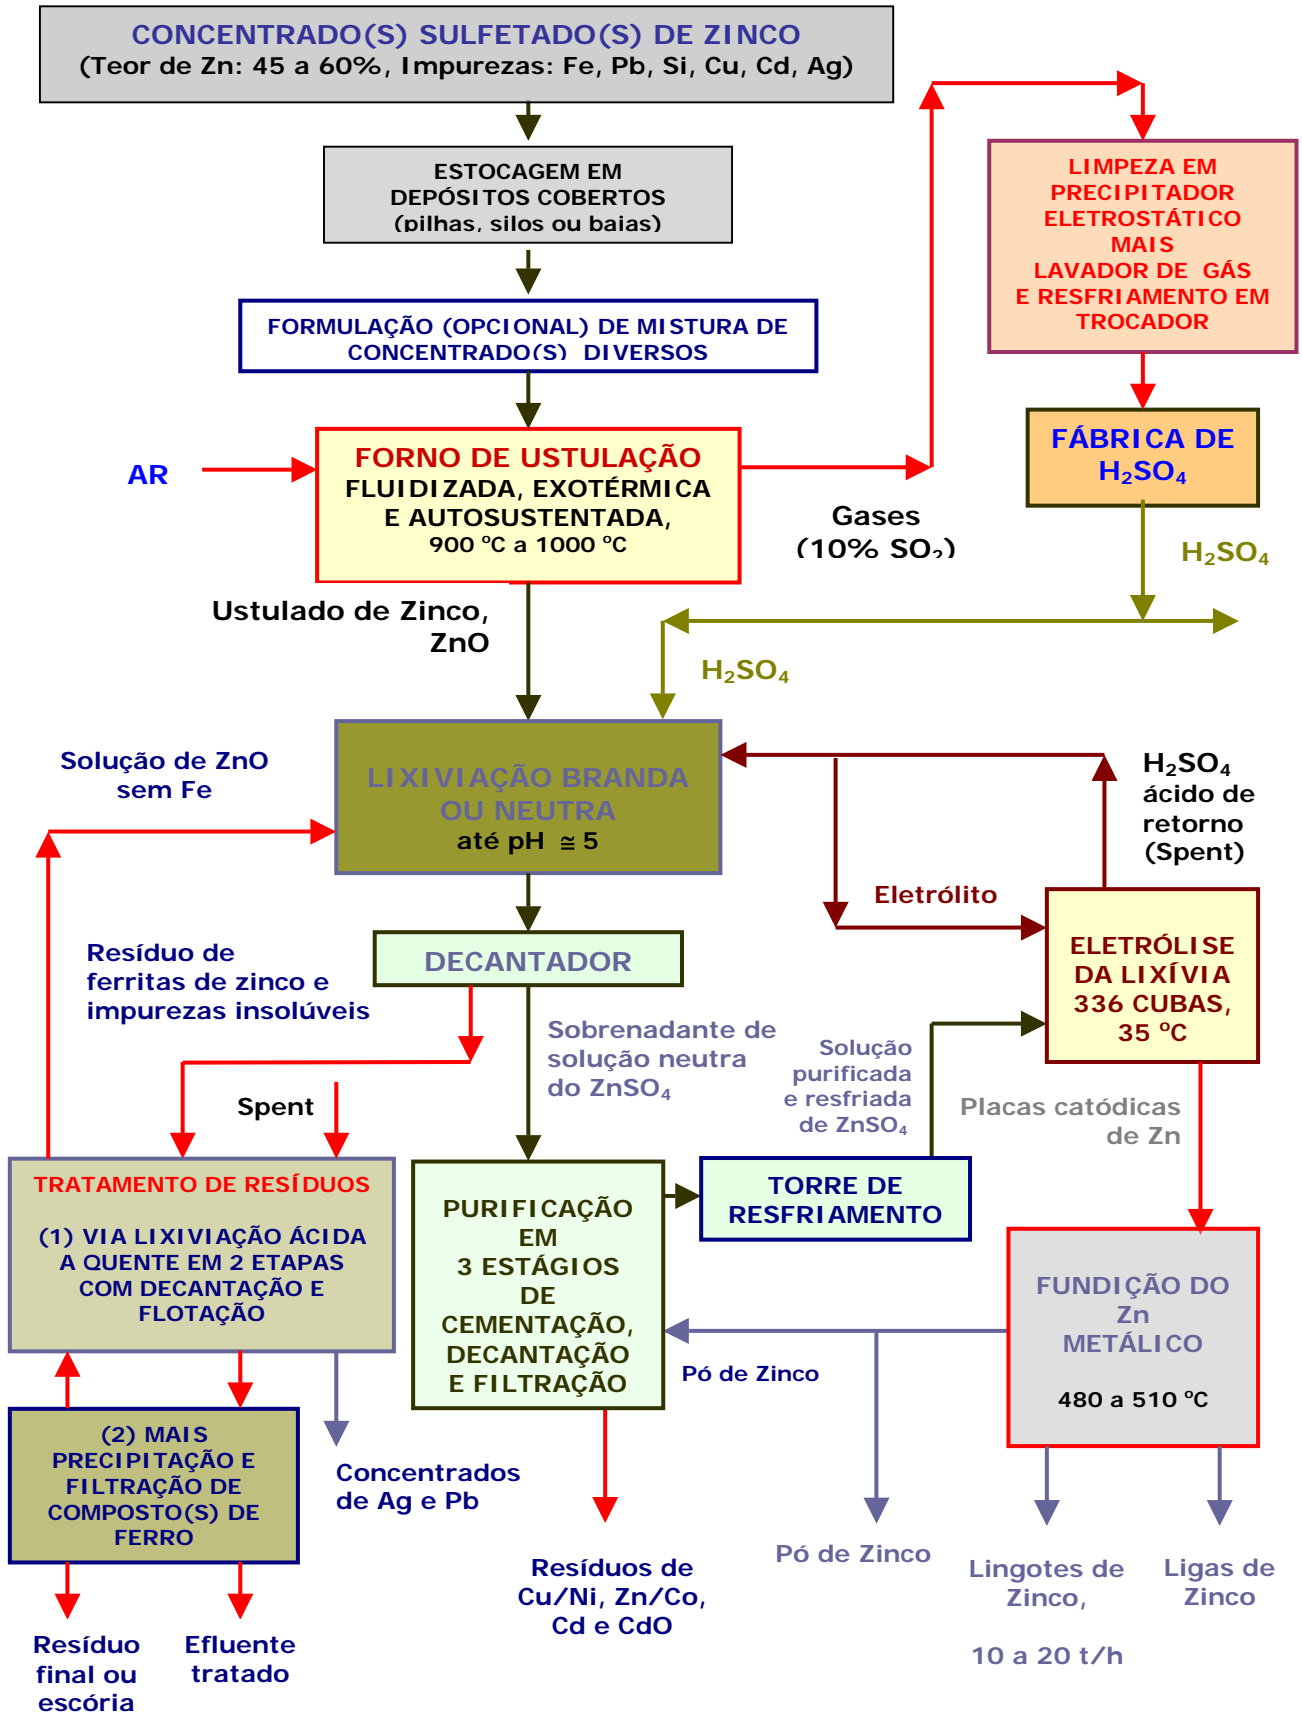 CONCENTRADO(S) SULFETADO(S) DE ZINCO
(Teor de Zn: 45 a 60%, Impurezas: Fe, Pb, Si, Cu, Cd, Ag)
ESTOCAGEM EM
DEPÓSITOS COBERTOS
(pilhas, silos ou baias)
FORMULAÇÃO (OPCIONAL) DE MISTURA DE
CONCENTRADO(S) DIVERSOS
LIMPEZA EM
PRECIPITADOR
ELETROSTÁTICO
MAIS
LAVADOR DE GÁS
E RESFRIAMENTO EM
TROCADOR
AR
FORNO DE USTULAÇÃO
FLUIDIZADA, EXOTÉRMICA
E AUTOSUSTENTADA,
900 °C a 1000 °C
Gases
(10% SO₂)
FÁBRICA DE
H₂SO₄
H₂SO₄
Ustulado de Zinco,
ZnO
H₂SO₄
Solução de ZnO
sem Fe
LIXIVIAÇÃO BRANDA
OU NEUTRA
até pH ≅ 5
H₂SO₄
ácido de
retorno
(Spent)
Eletrólito
Resíduo de
ferritas de zinco e
impurezas insolúveis
DECANTADOR
ELETRÓLISE
DA LIXÍVIA
336 CUBAS,
35 °C
Sobrenadante de
solução neutra
do ZnSO₄
Solução
purificada
e resfriada
de ZnSO₄
Spent
Placas catódicas
de Zn
TRATAMENTO DE RESÍDUOS
(1) VIA LIXIVIAÇÃO ÁCIDA
A QUENTE EM 2 ETAPAS
COM DECANTAÇÃO E
FLOTAÇÃO
PURIFICAÇÃO
EM
3 ESTÁGIOS
DE
CEMENTAÇÃO,
DECANTAÇÃO
E FILTRAÇÃO
TORRE DE
RESFRIAMENTO
FUNDIÇÃO DO
Zn
METÁLICO
480 a 510 °C
Pó de Zinco
(2) MAIS
PRECIPITAÇÃO E
FILTRAÇÃO DE
COMPOSTO(S) DE
FERRO
Concentrados
de Ag e Pb
Resíduos de
Cu/Ni, Zn/Co,
Cd e CdO
Pó de Zinco
Lingotes de
Zinco,
10 a 20 t/h
Ligas de
Zinco
Resíduo
final ou
escória
Efluente
tratado